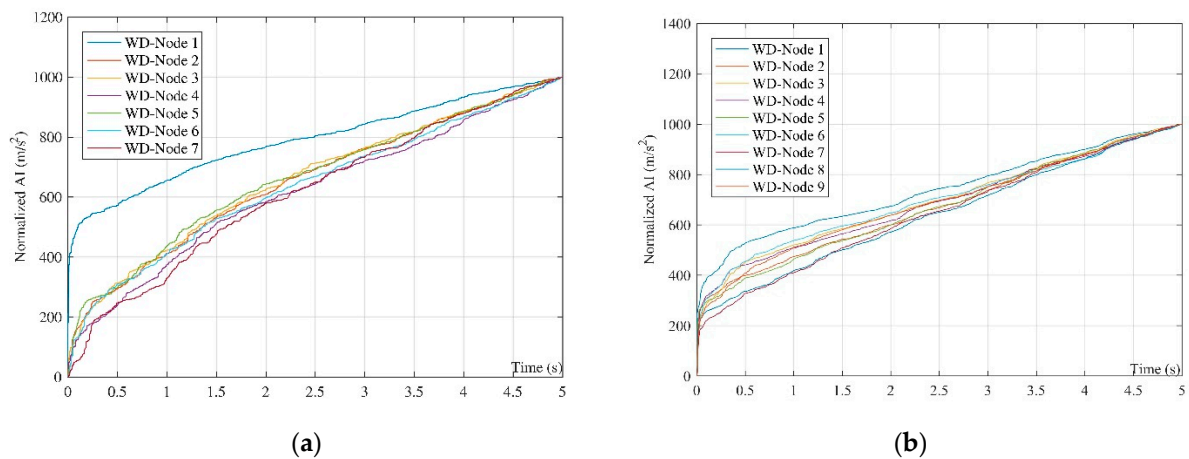 1200
1000
800
600
400
200
0
Normalized AI (m/s²)
WD-Node 1
WD-Node 2
WD-Node 3
WD-Node 4
WD-Node 5
WD-Node 6
WD-Node 7
Time (s)
0 0.5 1 1.5 2 2.5 3 3.5 4 4.5 5
(a)
1400
1200
1000
800
600
400
200
0
Normalized AI (m/s²)
WD-Node 1
WD-Node 2
WD-Node 3
WD-Node 4
WD-Node 5
WD-Node 6
WD-Node 7
WD-Node 8
WD-Node 9
Time (s)
0 0.5 1 1.5 2 2.5 3 3.5 4 4.5 5
(b)